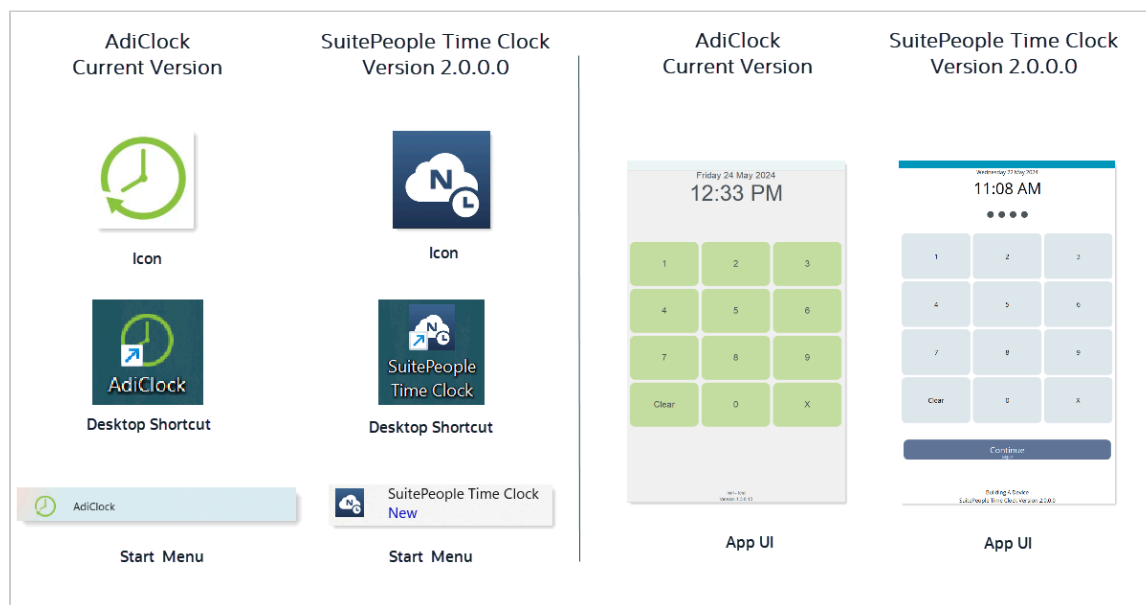 AdiClock
Current Version
SuitePeople Time Clock
Version 2.0.0.0
N
Icon
Icon
AdiClock
Desktop Shortcut
N
SuitePeople
Time Clock
Desktop Shortcut
AdiClock
Start Menu
N
SuitePeople Time Clock
New
Start Menu
AdiClock
Current Version
SuitePeople Time Clock
Version 2.0.0.0
Friday 24 May 2024
12:33 PM
1 2 3
4 5 6
7 8 9
Clear 0 X
App UI
Wednesday 22 May 2024
11:08 AM
1 2 3
4 5 6
7 8 9
Clear 0 X
Continue
Building A Device
SuitePeople Time Clock Version 2.0.0.0
App UI